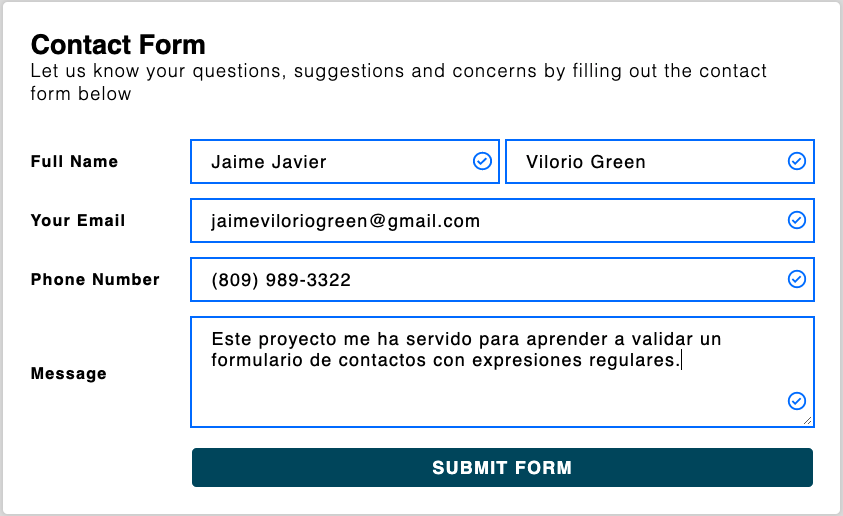 Contact Form
Let us know your questions, suggestions and concerns by filling out the contact
form below
Full Name
Jaime Javier
Vilorio Green
Your Email
jaimeviloriogreen@gmail.com
Phone Number
(809) 989-3322
Message
Este proyecto me ha servido para aprender a validar un
formulario de contactos con expresiones regulares.
SUBMIT FORM